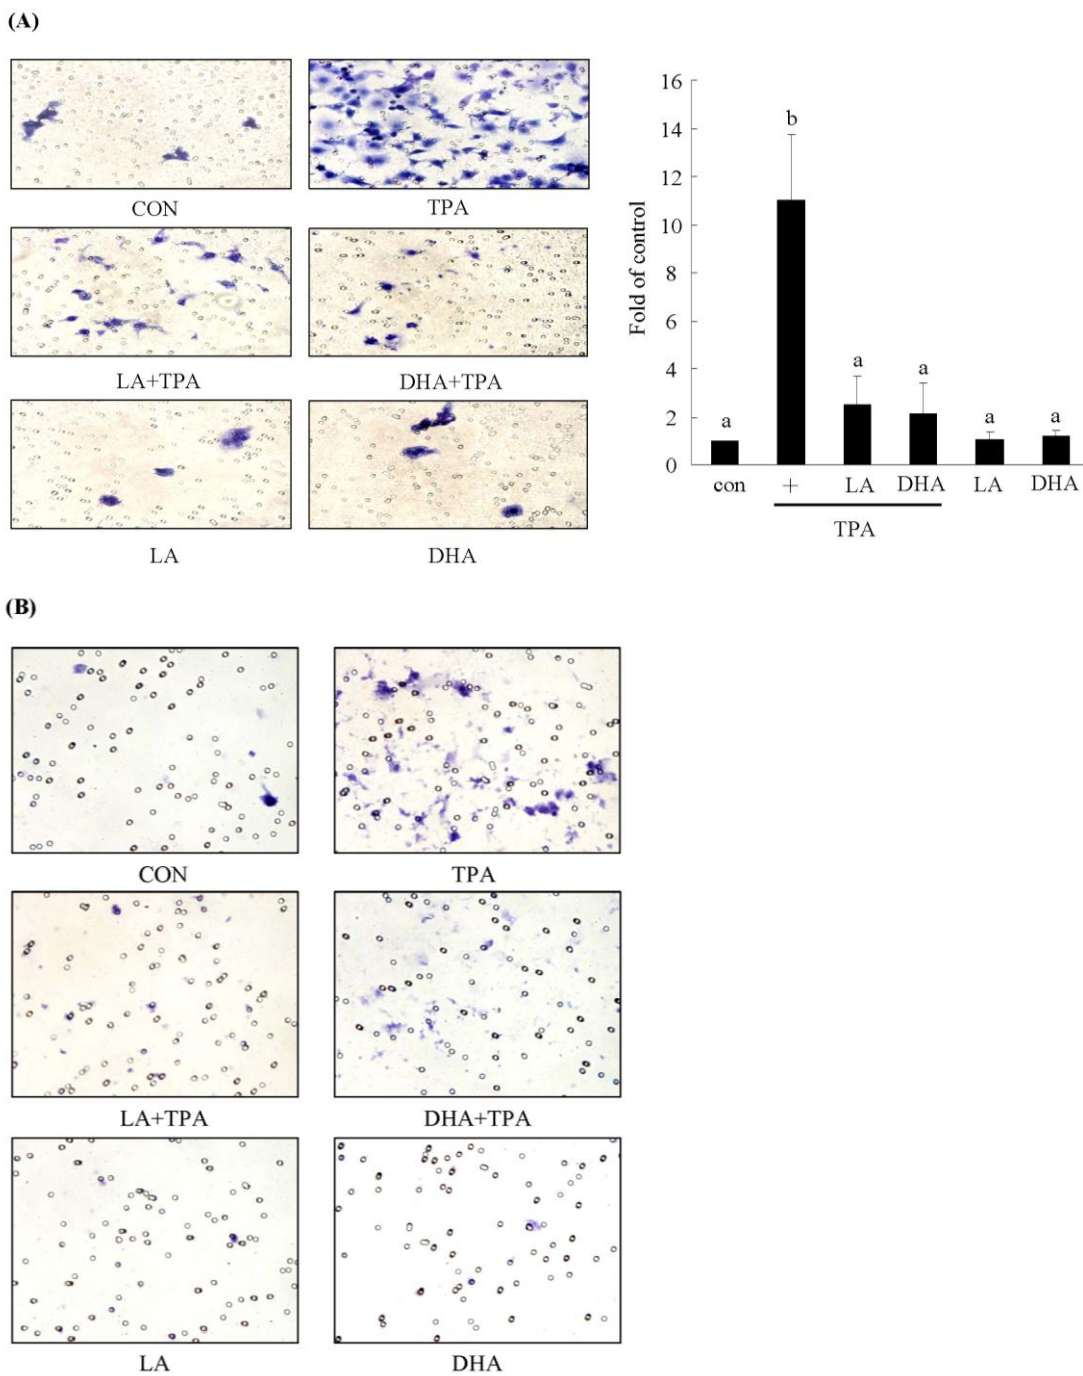 (A)
CON
TPA
LA+TPA
DHA+TPA
LA
DHA
Fold of control
16
14
12
10
8
6
4
2
0
a
b
a
a
a
a
con + LA DHA LA DHA
TPA
(B)
CON
TPA
LA+TPA
DHA+TPA
LA
DHA